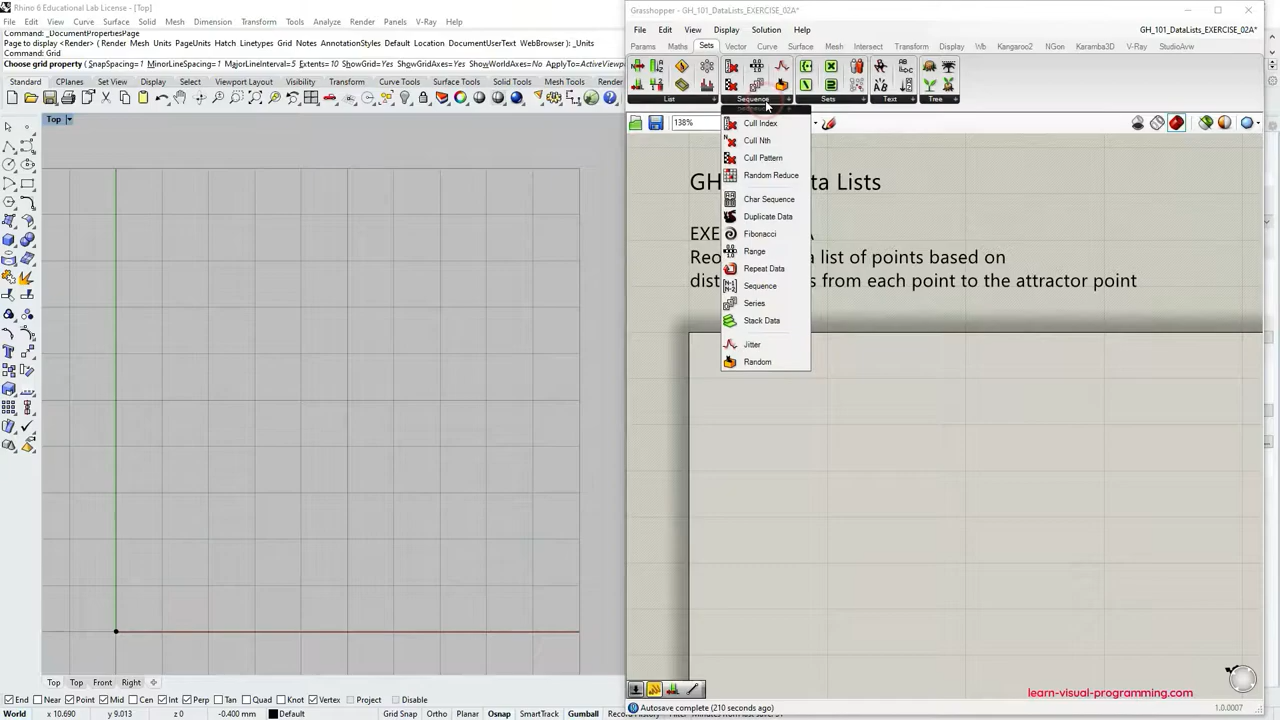 Rhino 6 Educational Lab License - [Top]
File Edit View Curve Surface Solid Mesh Dimension Transform Tools Analyze Render Panels V-Ray Help
DocumentPropertiesPage
Page to display <Render> ( Render Mesh Units PageUnits Hatch Linetypes Grid Notes AnnotationStyles Default Location DocumentUserText WebBrowser ): _Units
Command: Grid
Choose grid property ( SnapSpacing=1 MinorLineSpacing=1 MajorLineInterval=5 Extents=10 ShowGrid=Yes ShowGridAxes=Yes ShowWorldAxes=No ApplyTo=ActiveView
Standard CPlanes Set View Display Select Viewport Layout Visibility Transform Curve Tools Surface Tools Solid Tools Mesh Tools Render
Top
Top Top Front Right
End Near Point Mid Cen Int Perp Tan Quad Knot Vertex Project Disable
World x 10.690 y 9.013 z 0 -0.400 mm Default Grid Snap Ortho Planar Osnap SmartTrack Gumball
Grasshopper - GH_101_DataLists_EXERCISE_02A*
File Edit View Display Solution Help GH_101_DataLists_EXERCISE_02A*
Params Maths Sets Vector Curve Surface Mesh Intersect Transform Display Wb Kangaroo2 NGon Karamba3D V-Ray StudioAvw
List Sequence Sets Text Tree
138%
Cull Index
Cull Nth
Cull Pattern
Random Reduce
Char Sequence
Duplicate Data
Fibonacci
Range
Repeat Data
Sequence
Series
Stack Data
Jitter
Random
GH Data Lists
EXE A
Reo a list of points based on
dist s from each point to the attractor point
learn-visual-programming.com
Autosave complete (210 seconds ago) 1.0.0007